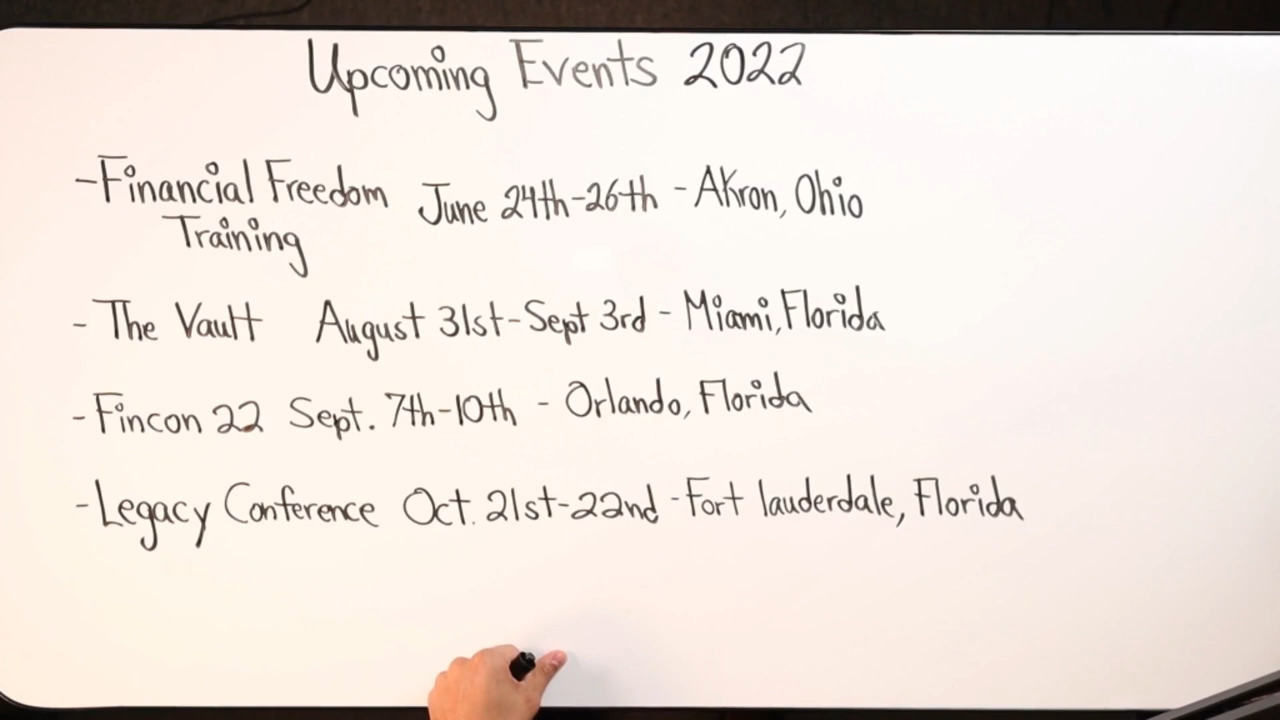 Upcoming Events 2022
-Financial Freedom June 24th-26th - Akron, Ohio
Training
- The Vault August 31st-Sept 3rd - Miami, Florida
- Fincon 22 Sept. 7th-10th - Orlando, Florida
-Legacy Conference Oct. 21st-22nd -Fort lauderdale, Florida